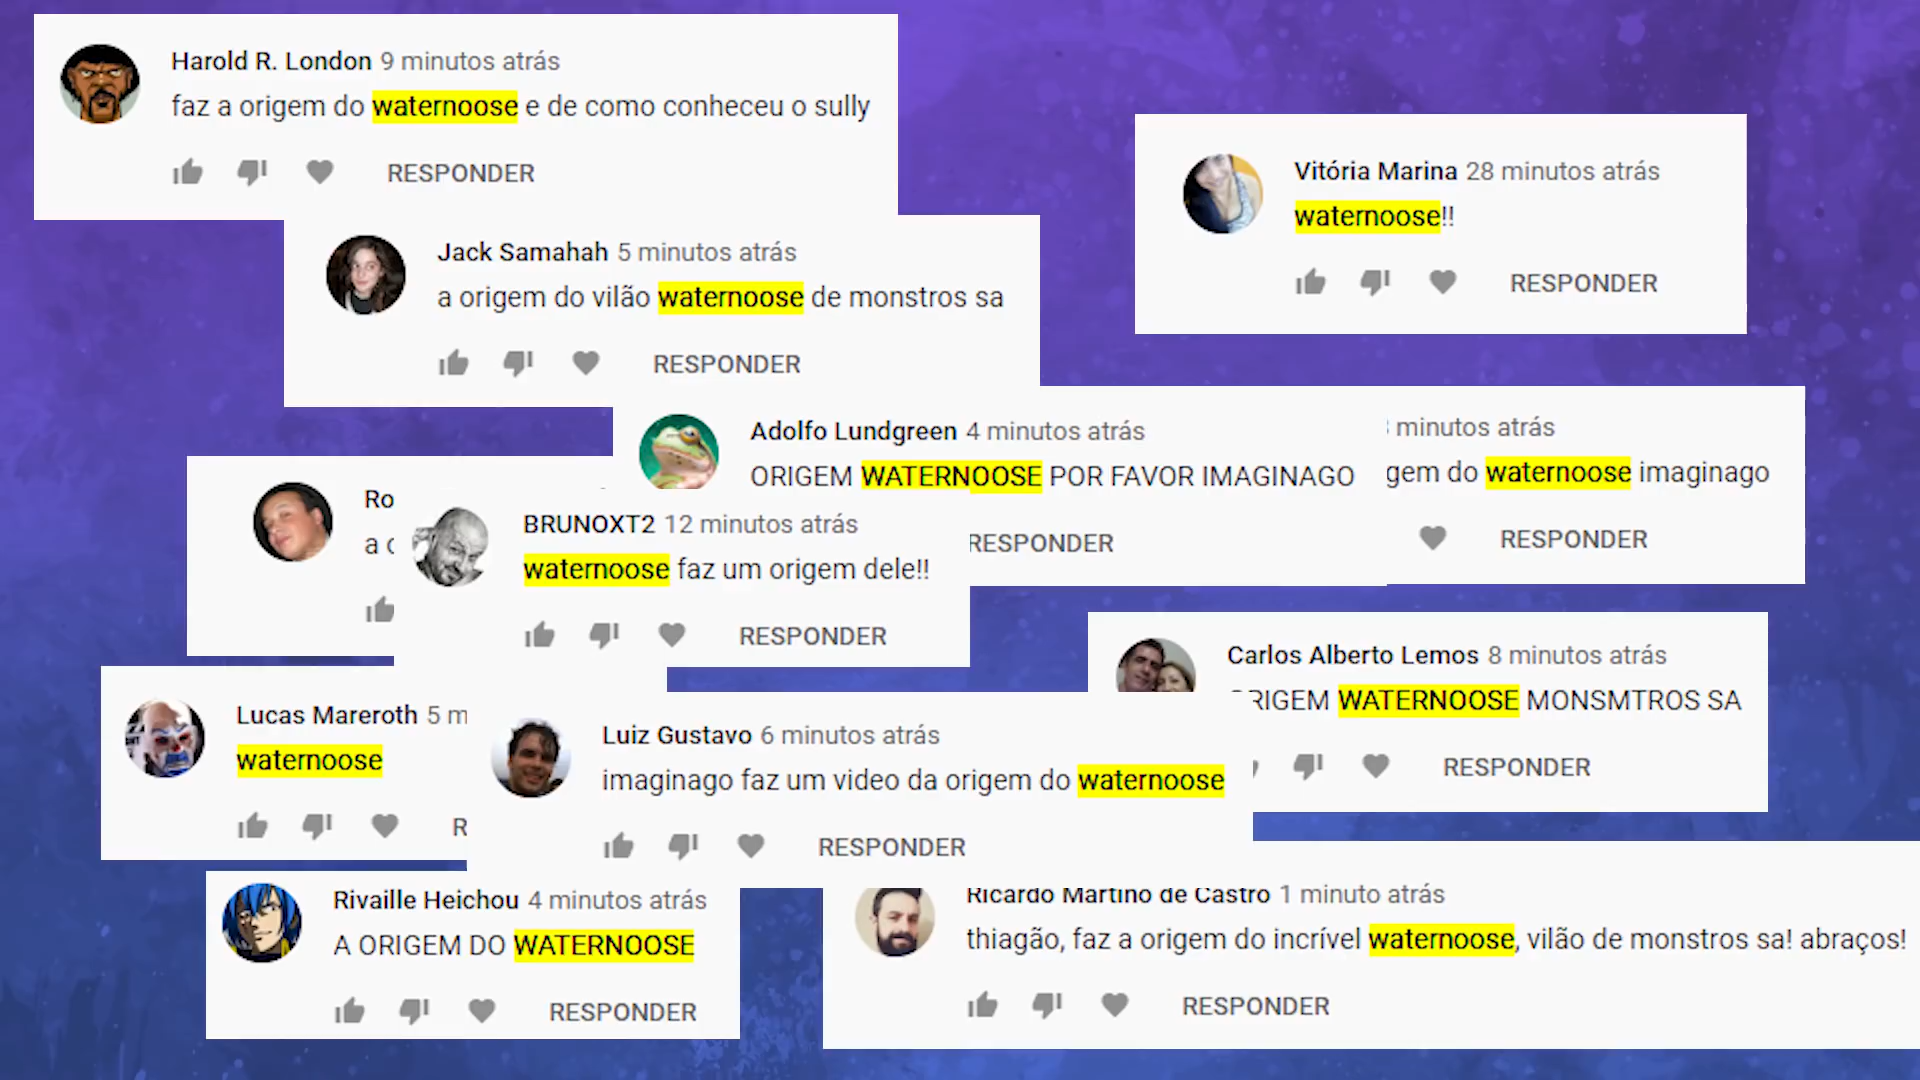 Harold R. London 9 minutos atrás
faz a origem do waternoose e de como conheceu o sully
RESPONDER
Vitória Marina 28 minutos atrás
waternoose!!
RESPONDER
Jack Samahah 5 minutos atrás
a origem do vilão waternoose de monstros sa
RESPONDER
Adolfo Lundgreen 4 minutos atrás
ORIGEM WATERNOOSE POR FAVOR IMAGINAGO
RESPONDER
minutos atrás
gem do waternoose imaginago
RESPONDER
Ro
a
BRUNOXT2 12 minutos atrás
waternoose faz um origem dele!!
RESPONDER
Carlos Alberto Lemos 8 minutos atrás
ORIGEM WATERNOOSE MONSMTROS SA
RESPONDER
Lucas Mareroth 5 m
waternoose
R
Luiz Gustavo 6 minutos atrás
imaginago faz um video da origem do waternoose
RESPONDER
Rivaille Heichou 4 minutos atrás
A ORIGEM DO WATERNOOSE
RESPONDER
Ricardo Martino de Castro 1 minuto atrás
thiagão, faz a origem do incrível waternoose, vilão de monstros sa! abraços!
RESPONDER